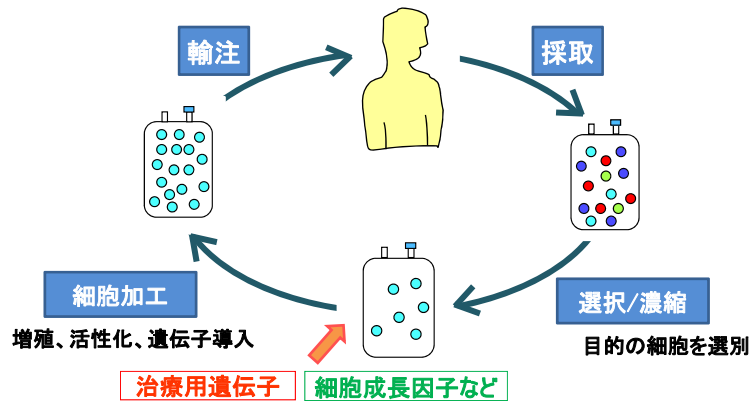 輸注
採取
細胞加工
増殖、活性化、遺伝子導入
選択/濃縮
目的の細胞を選別
治療用遺伝子
細胞成長因子など